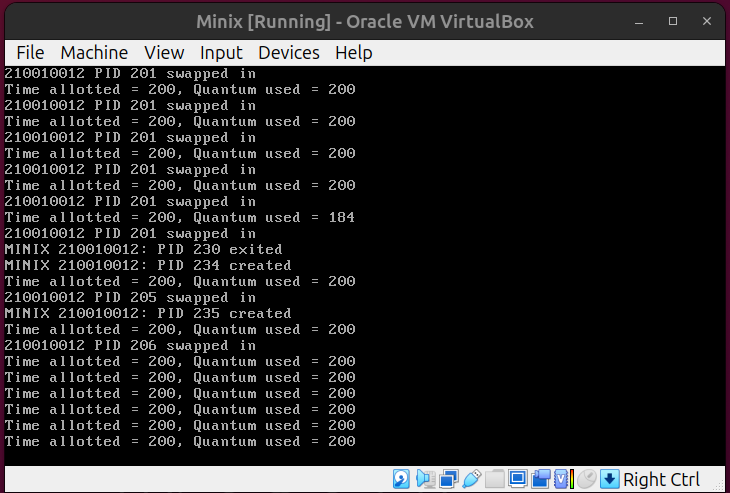 Minix [Running] - Oracle VM VirtualBox
File Machine View Input Devices Help
210010012 PID 201 swapped in
Time allotted = 200, Quantum used = 200
210010012 PID 201 swapped in
Time allotted = 200, Quantum used = 200
210010012 PID 201 swapped in
Time allotted = 200, Quantum used = 200
210010012 PID 201 swapped in
Time allotted = 200, Quantum used = 200
210010012 PID 201 swapped in
Time allotted = 200, Quantum used = 184
210010012 PID 201 swapped in
MINIX 210010012: PID 230 exited
MINIX 210010012: PID 234 created
Time allotted = 200, Quantum used = 200
210010012 PID 205 swapped in
MINIX 210010012: PID 235 created
Time allotted = 200, Quantum used = 200
210010012 PID 206 swapped in
Time allotted = 200, Quantum used = 200
Time allotted = 200, Quantum used = 200
Time allotted = 200, Quantum used = 200
Time allotted = 200, Quantum used = 200
Time allotted = 200, Quantum used = 200
Time allotted = 200, Quantum used = 200
Right Ctrl